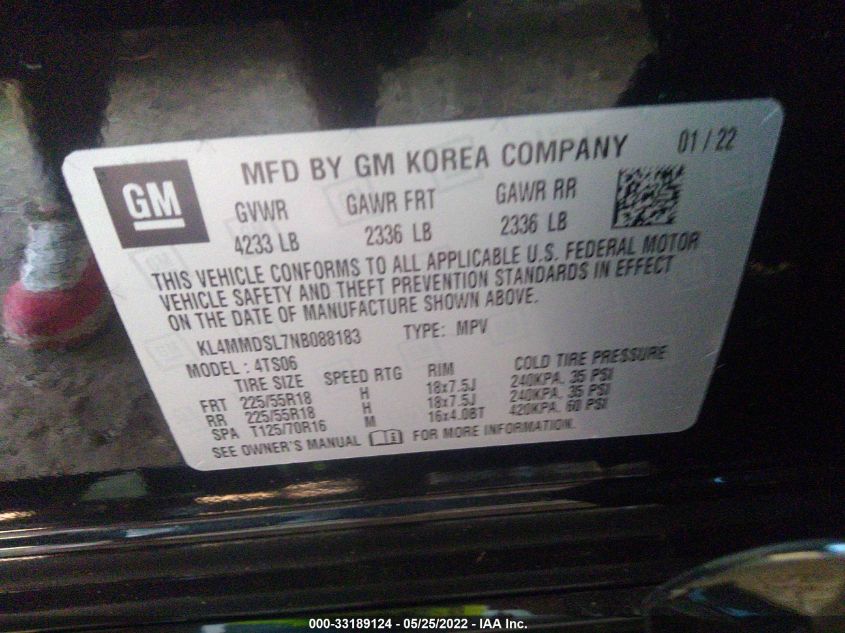 GM
MFD BY GM KOREA COMPANY 01 / 22
GVWR GAWR FRT GAWR RR
4233 LB 2336 LB 2336 LB
THIS VEHICLE CONFORMS TO ALL APPLICABLE U.S. FEDERAL MOTOR
VEHICLE SAFETY AND THEFT PREVENTION STANDARDS IN EFFECT
ON THE DATE OF MANUFACTURE SHOWN ABOVE.
KL4MMDSL7NB088183 TYPE: MPV
MODEL : 4TS06
TIRE SIZE SPEED RTG RIM COLD TIRE PRESSURE
FRT 225/55R18 H 18x7.5J 240KPA, 35 PSI
RR 225/55R18 H 18x7.5J 240KPA, 35 PSI
SPA T125/70R16 M 16x4.0BT 420KPA, 60 PSI
SEE OWNER'S MANUAL FOR MORE INFORMATION.
000-33189124 - 05/25/2022 - IAA Inc.